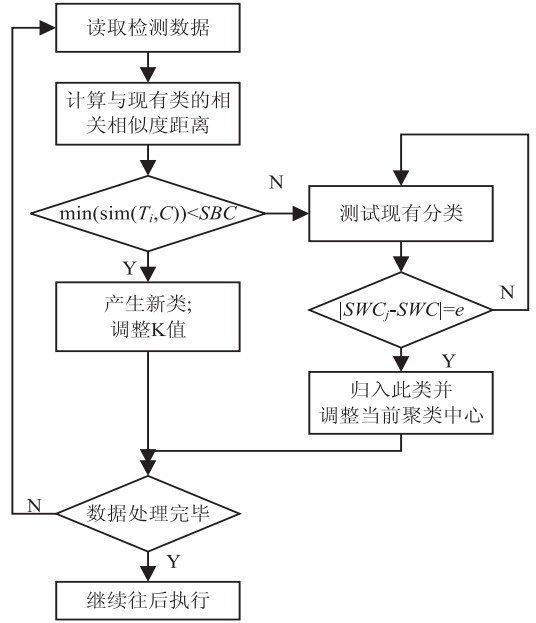 读取检测数据
计算与现有类的相
关相似度距离
min(sim(Ti,C))<SBC
N
测试现有分类
Y
产生新类;
调整K值
|SWCj-SWC|=e
N
Y
归入此类并
调整当前聚类中心
N
数据处理完毕
Y
继续往后执行